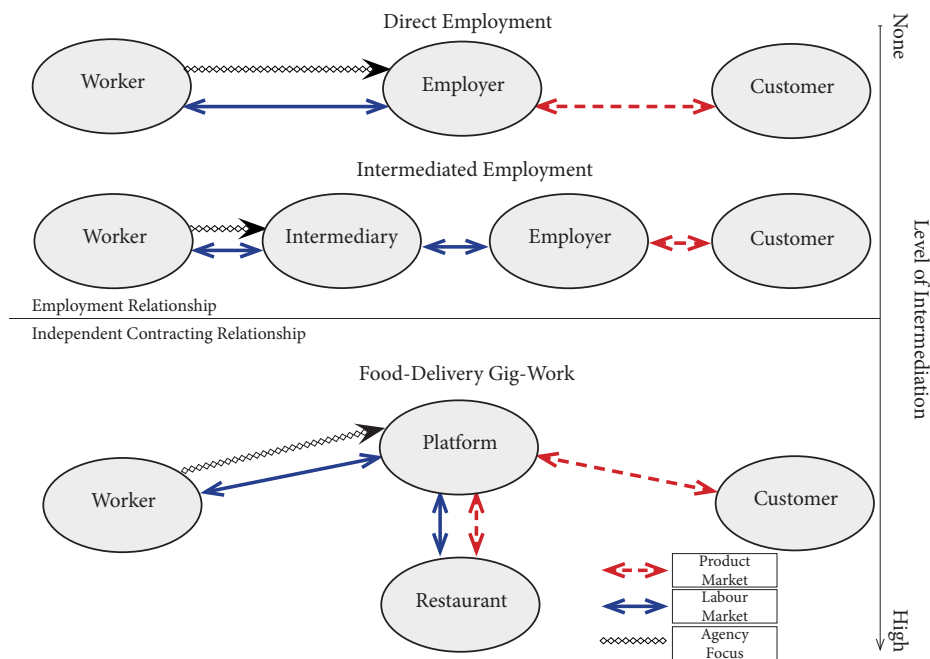 Direct Employment
None
Worker
Employer
Customer
Intermediated Employment
Worker
Intermediary
Employer
Customer
Level of Intermediation
Employment Relationship
Independent Contracting Relationship
Food-Delivery Gig-Work
Platform
Worker
Customer
Restaurant
Product
Market
Labour
Market
Agency
Focus
High